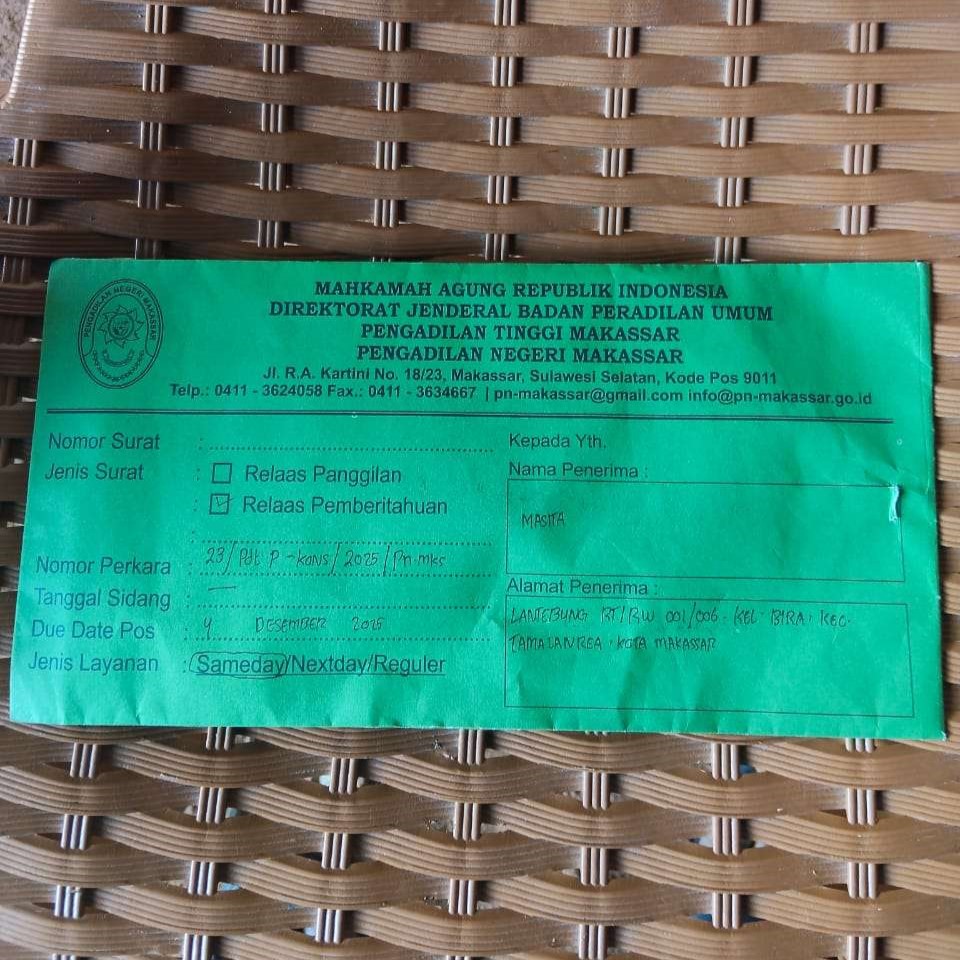 PENGADILAN NEGERI MAKASSAR
MAHKAMAH AGUNG REPUBLIK INDONESIA
DIREKTORAT JENDERAL BADAN PERADILAN UMUM
PENGADILAN TINGGI MAKASSAR
PENGADILAN NEGERI MAKASSAR
Jl. R.A. Kartini No. 18/23, Makassar, Sulawesi Selatan, Kode Pos 9011
Telp.: 0411 - 3624058 Fax.: 0411 - 3634667 | pn-makassar@gmail.com info@pn-makassar.go.id
Nomor Surat :
Jenis Surat : Relaas Panggilan
: Relaas Pemberitahuan
:
Nomor Perkara : 23/Pdt P-KONS/2025/PN.MKS
Tanggal Sidang : —
Due Date Pos : 4 DESEMBER 2025
Jenis Layanan : Sameday/Nextday/Reguler
Kepada Yth.
Nama Penerima :
MASITA
Alamat Penerima :
LANTEBUNG RT/RW 001/006. KEL. BIRA. KEC.
TAMALANREA. KOTA MAKASSAR